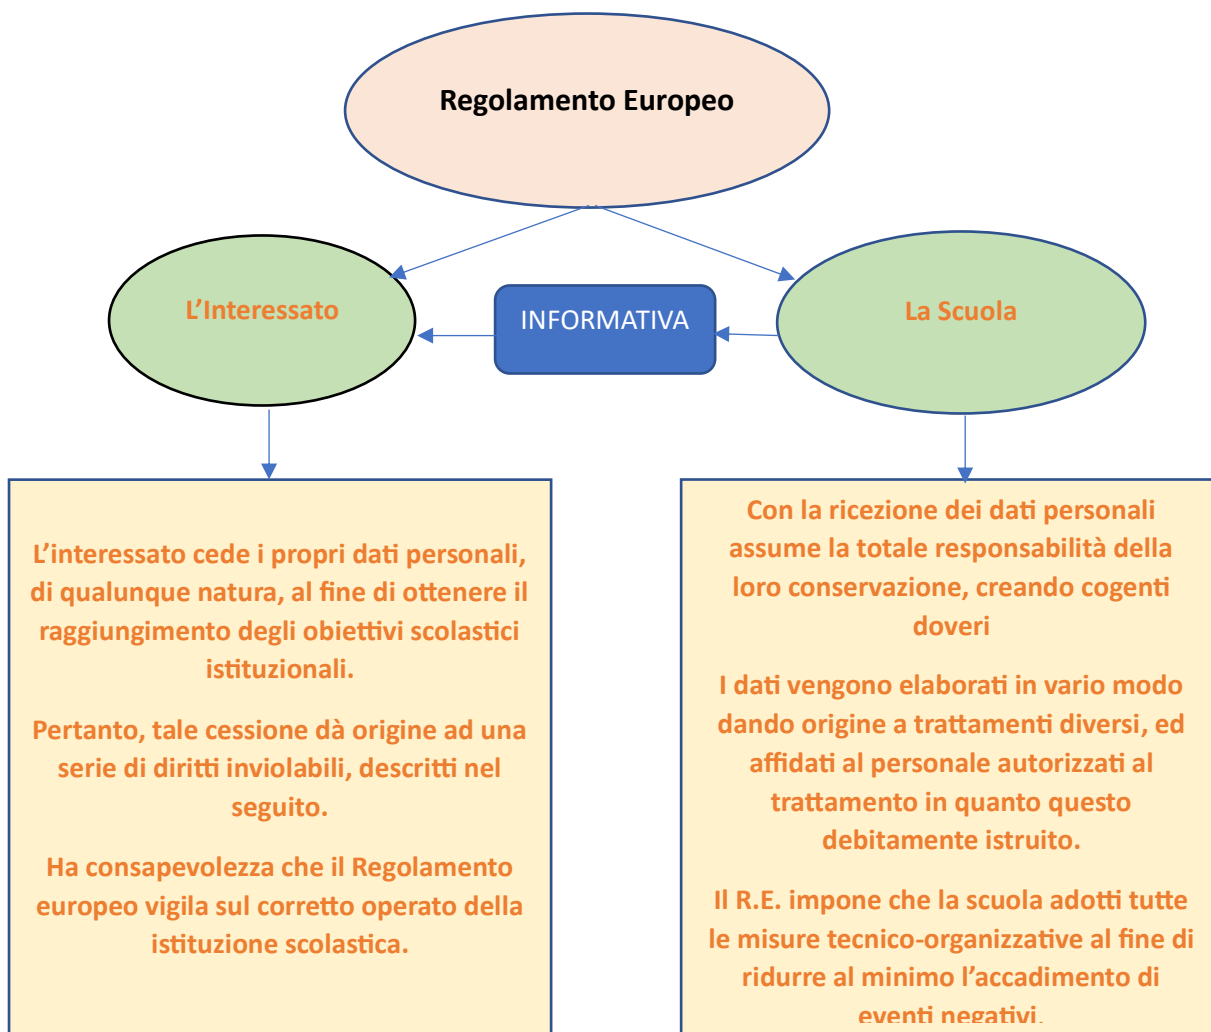 Regolamento Europeo
L’Interessato
INFORMATIVA
La Scuola
L’interessato cede i propri dati personali,
di qualunque natura, al fine di ottenere il
raggiungimento degli obiettivi scolastici
istituzionali.
Pertanto, tale cessione dà origine ad una
serie di diritti inviolabili, descritti nel
seguito.
Ha consapevolezza che il Regolamento
europeo vigila sul corretto operato della
istituzione scolastica.
Con la ricezione dei dati personali
assume la totale responsabilità della
loro conservazione, creando cogenti
doveri
I dati vengono elaborati in vario modo
dando origine a trattamenti diversi, ed
affidati al personale autorizzati al
trattamento in quanto questo
debitamente istruito.
Il R.E. impone che la scuola adotti tutte
le misure tecnico-organizzative al fine di
ridurre al minimo l’accadimento di
eventi negativi.